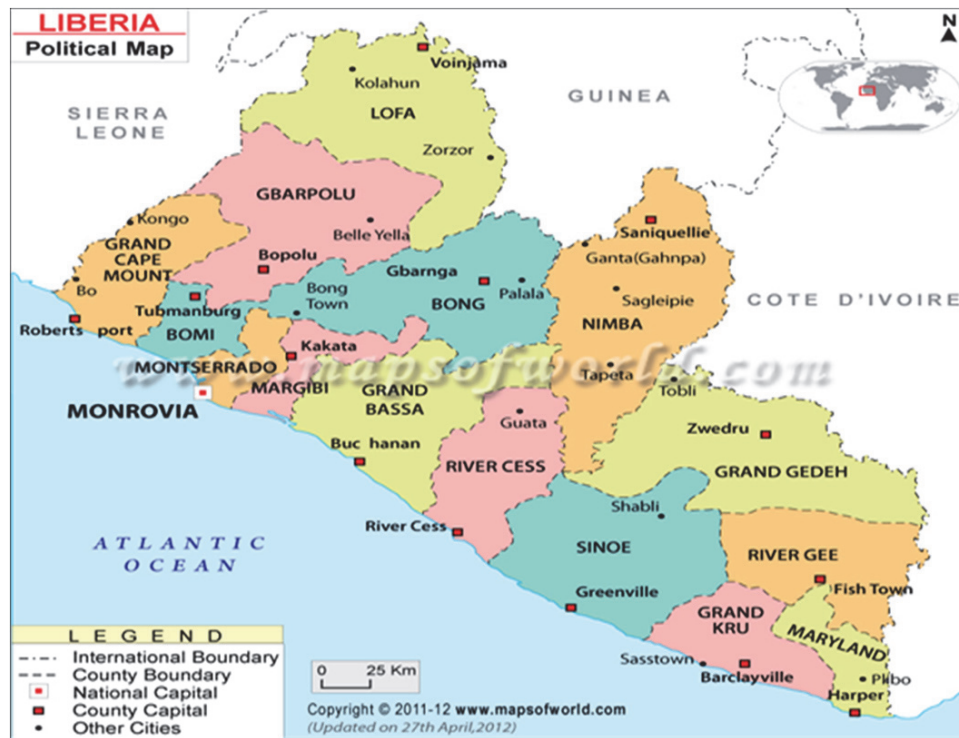 LIBERIA
Political Map
N
Voinjama
Kolahun
GUINEA
SIERRA
LEONE
LOFA
Zorzor
GBARPOLU
Kongo
Belle Yella
Saniquellie
GRAND
CAPE
MOUNT
Bopolu
Gbarnga
Ganta(Gahnpa)
Bo
Bong
Town
Palala
Sagleipie
COTE D'IVOIRE
Tubmanburg
BONG
Roberts port
BOMI
NIMBA
Kakata
www.mapsofworld.com
MONTSERRADO
MARGIBI
GRAND
BASSA
Tapeta
Tobli
MONROVIA
Guata
Zwedru
Buc hanan
RIVER CESS
GRAND GEDEH
Shabli
River Cess
SINOE
RIVER GEE
ATLANTIC
OCEAN
Greenville
Fish Town
GRAND
KRU
MARYLAND
Sasstown
Barclayville
Plibo
Harper
LEGEND
International Boundary
County Boundary
National Capital
County Capital
Other Cities
0 25 Km
Copyright © 2011-12 www.mapsofworld.com
(Updated on 27th April,2012)